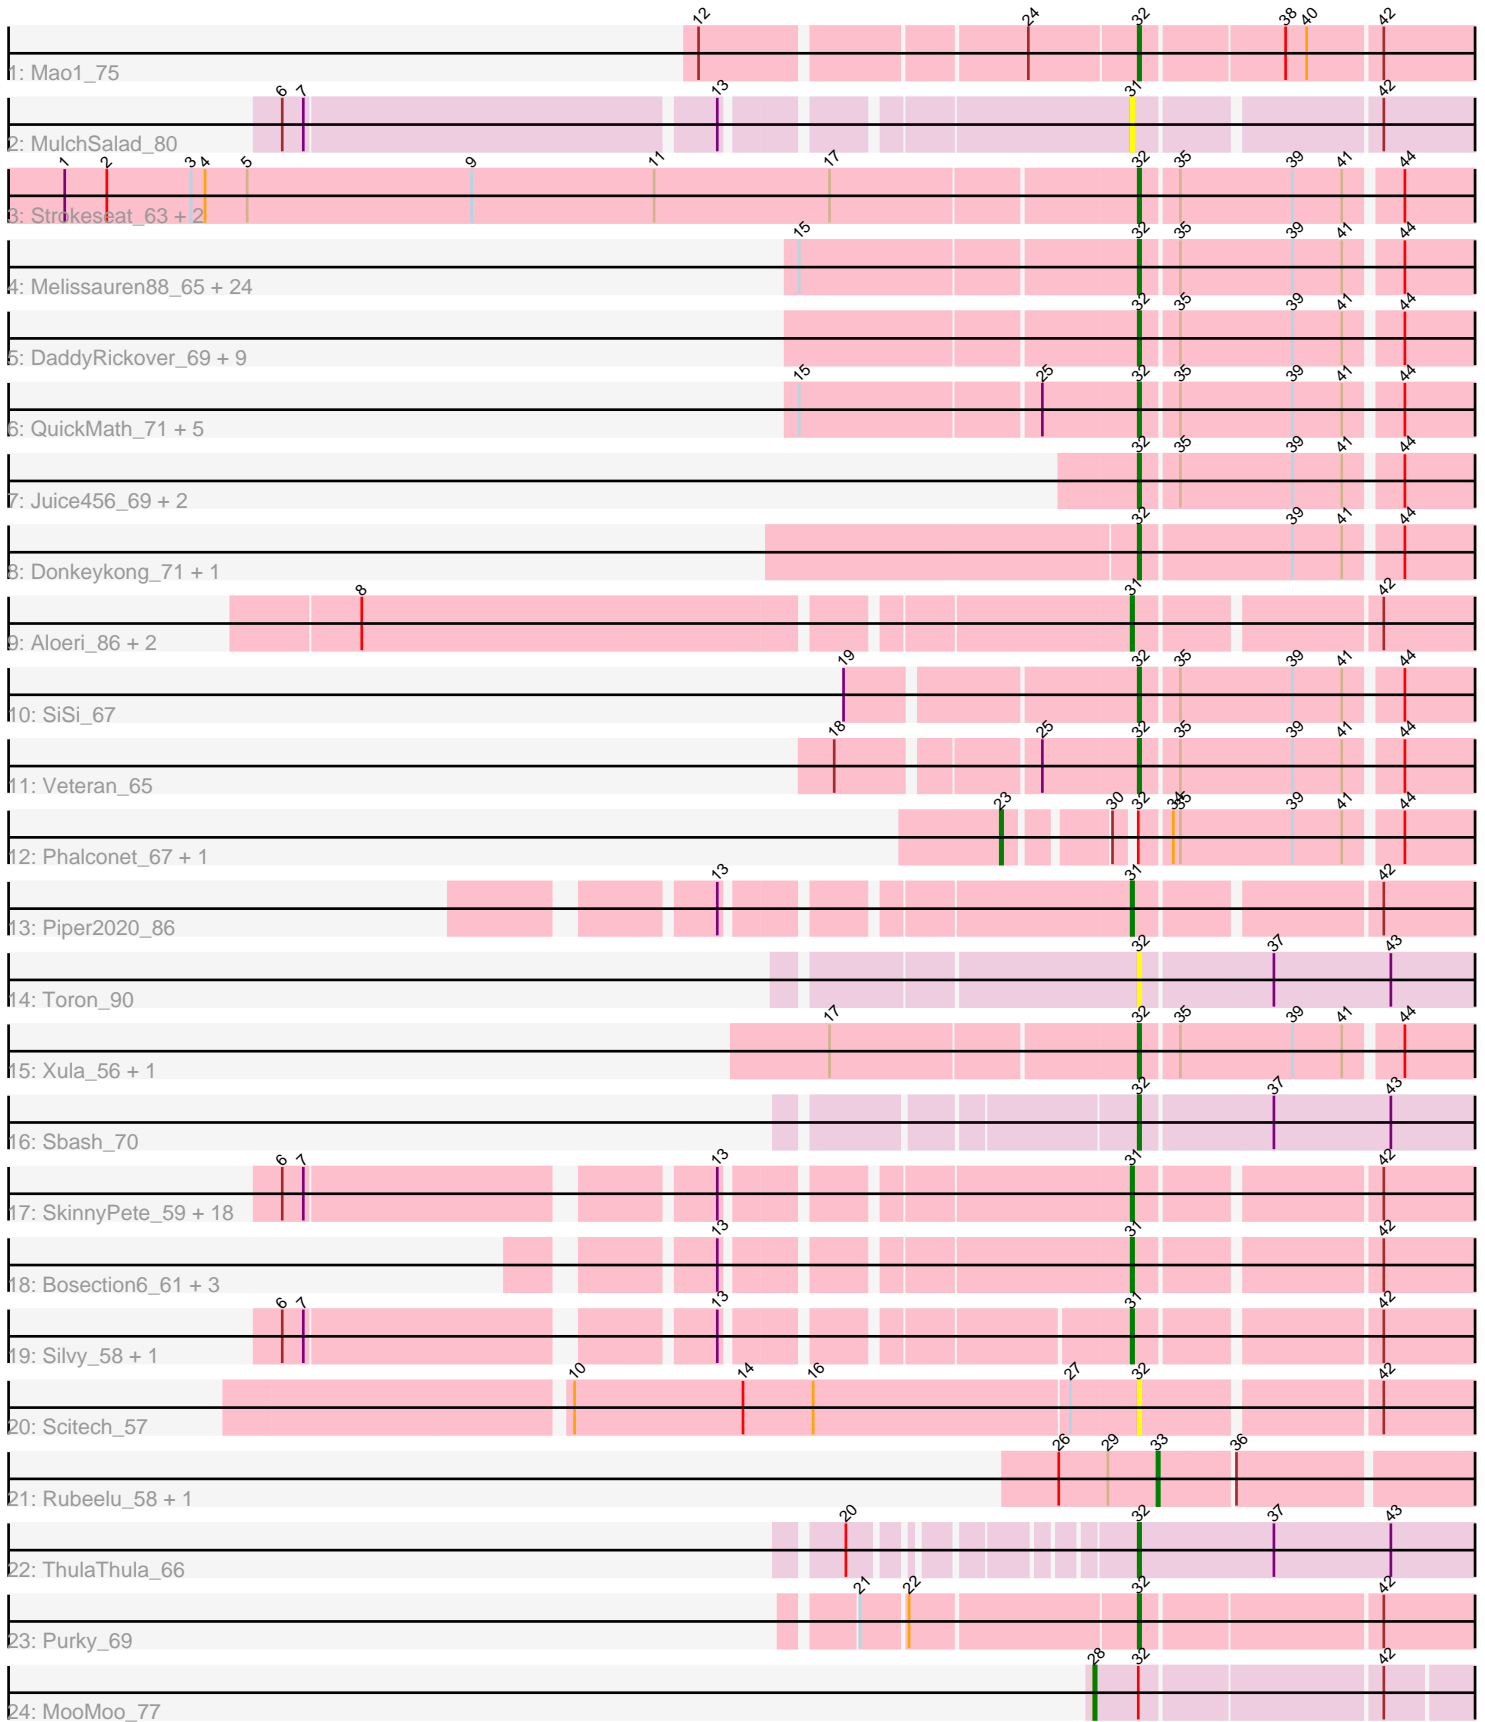 12 24 32 38 40 42
1: Mao1_75
6 7 13 31 42
2: MulchSalad_80
1 2 3 4 5 9 11 17 32 35 39 41 44
3: Strokeseat_63 + 2
15 32 35 39 41 44
4: Melissauren88_65 + 24
32 35 39 41 44
5: DaddyRickover_69 + 9
15 25 32 35 39 41 44
6: QuickMath_71 + 5
32 35 39 41 44
7: Juice456_69 + 2
32 39 41 44
8: Donkeykong_71 + 1
8 31 42
9: Aloeri_86 + 2
19 32 35 39 41 44
10: SiSi_67
18 25 32 35 39 41 44
11: Veteran_65
23 30 32 34 35 39 41 44
12: Phalconet_67 + 1
13 31 42
13: Piper2020_86
32 37 43
14: Toron_90
17 32 35 39 41 44
15: Xula_56 + 1
32 37 43
16: Sbash_70
6 7 13 31 42
17: SkinnyPete_59 + 18
13 31 42
18: Bosection6_61 + 3
6 7 13 31 42
19: Silvy_58 + 1
10 14 16 27 32 42
20: Scitech_57
26 29 33 36
21: Rubeelu_58 + 1
20 32 37 43
22: ThulaThula_66
21 22 32 42
23: Purky_69
28 32 42
24: MooMoo_77